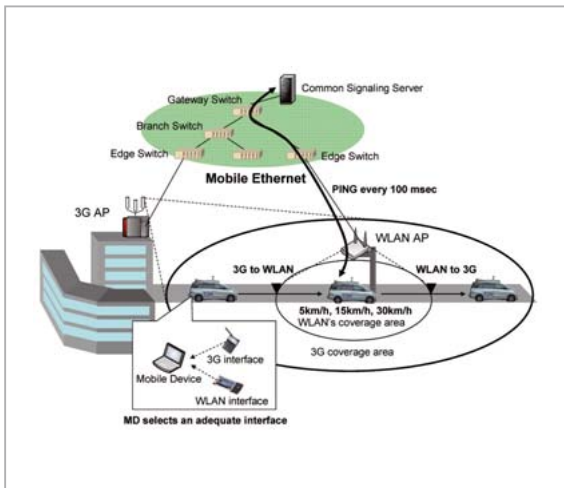 Common Signaling Server
Gateway Switch
Branch Switch
Edge Switch
Edge Switch
Mobile Ethernet
PING every 100 msec
3G AP
WLAN AP
3G to WLAN
WLAN to 3G
5km/h, 15km/h, 30km/h
WLAN's coverage area
3G coverage area
3G interface
Mobile Device
WLAN interface
MD selects an adequate interface